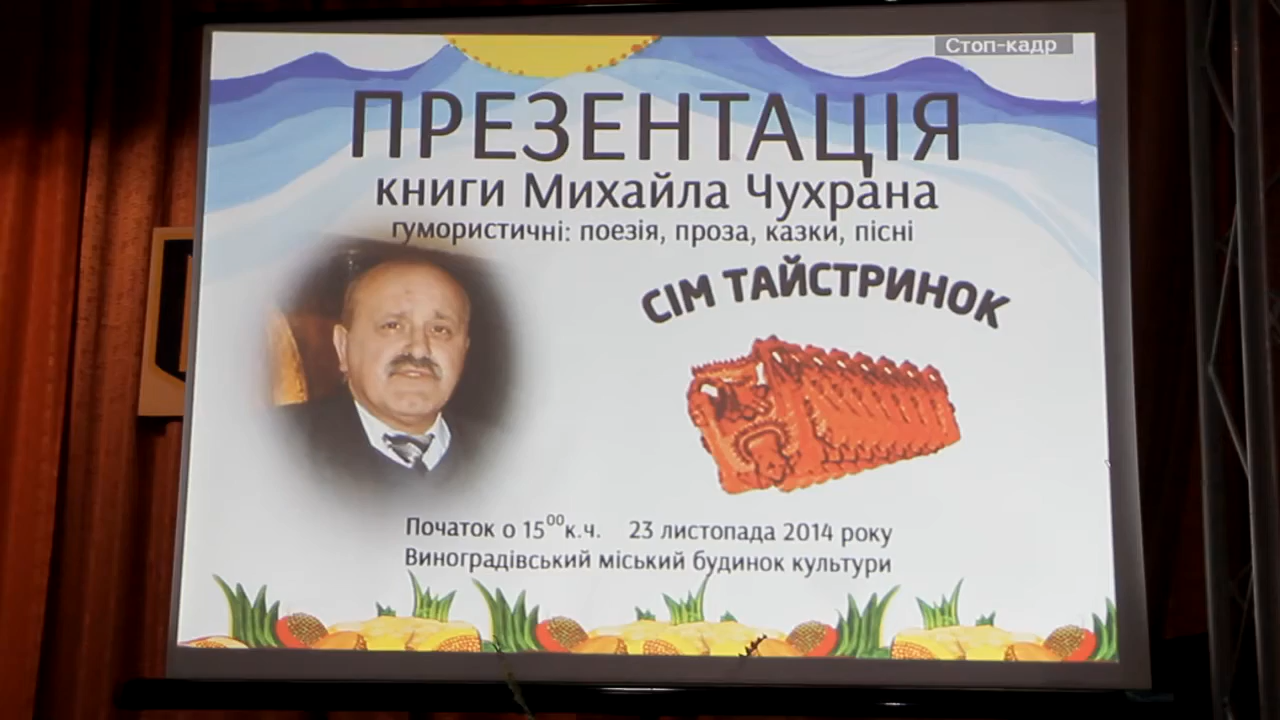 Стоп-кадр
ПРЕЗЕНТАЦІЯ
книги Михайла Чухрана
гумористичні: поезія, проза, казки, пісні
СІМ ТАЙСТРИНОК
Початок о 15⁰⁰к.ч. 23 листопада 2014 року
Виноградівський міський будинок культури